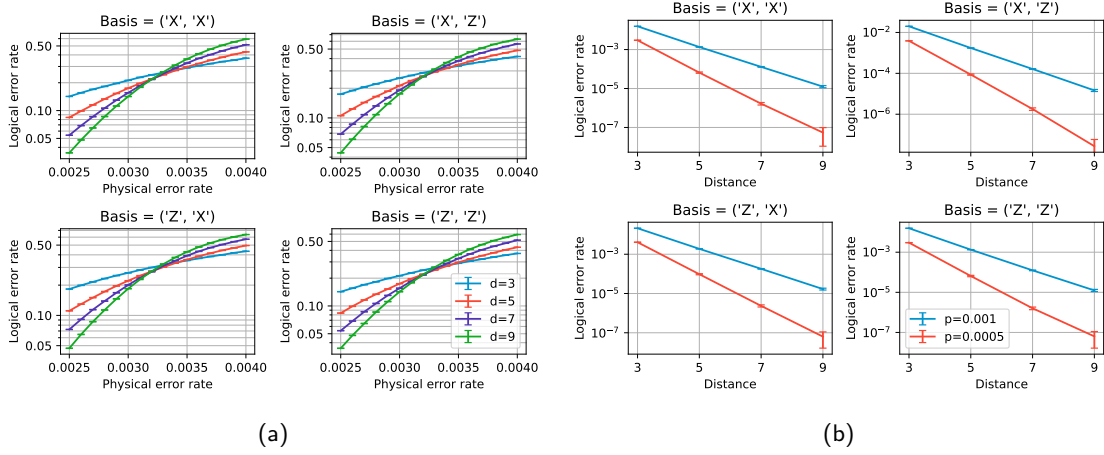 Basis = ('X', 'X')
Logical error rate
0.50
0.10
0.05
0.0025 0.0030 0.0035 0.0040
Physical error rate
Basis = ('X', 'Z')
Logical error rate
0.50
0.10
0.05
0.0025 0.0030 0.0035 0.0040
Physical error rate
Basis = ('Z', 'X')
Logical error rate
0.50
0.10
0.05
0.0025 0.0030 0.0035 0.0040
Physical error rate
Basis = ('Z', 'Z')
Logical error rate
0.50
0.10
0.05
d=3
d=5
d=7
d=9
0.0025 0.0030 0.0035 0.0040
Physical error rate
(a)
Basis = ('X', 'X')
Logical error rate
10⁻³
10⁻⁵
10⁻⁷
3 5 7 9
Distance
Basis = ('X', 'Z')
Logical error rate
10⁻²
10⁻⁴
10⁻⁶
3 5 7 9
Distance
Basis = ('Z', 'X')
Logical error rate
10⁻³
10⁻⁵
10⁻⁷
3 5 7 9
Distance
Basis = ('Z', 'Z')
Logical error rate
10⁻³
10⁻⁵
10⁻⁷
p=0.001
p=0.0005
3 5 7 9
Distance
(b)